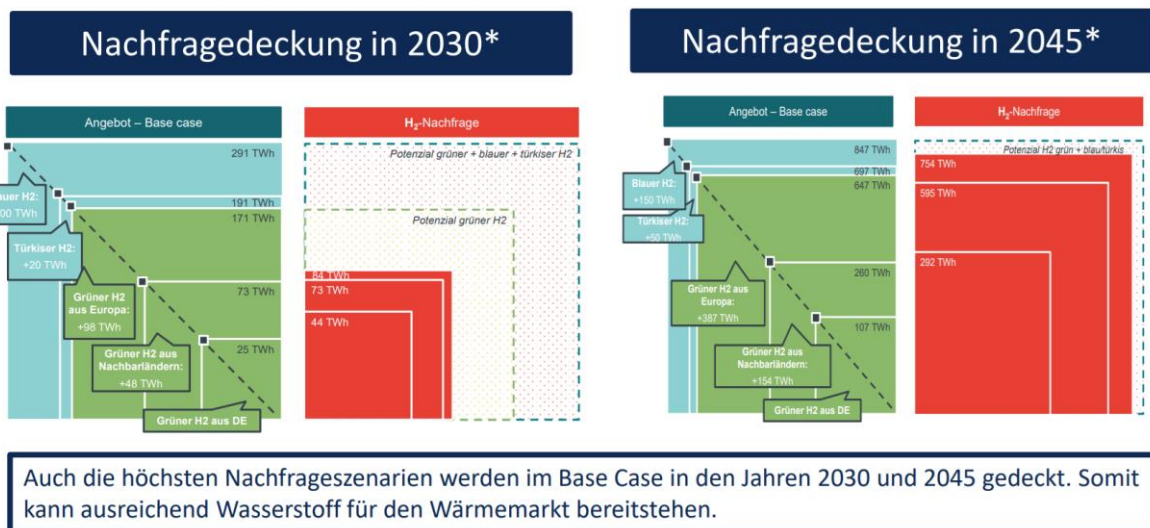 Nachfragedeckung in 2030*
Angebot – Base case
291 TWh
191 TWh
171 TWh
73 TWh
25 TWh
auer H2:
00 TWh
Türkiser H2:
+20 TWh
Grüner H2
aus Europa:
+98 TWh
Grüner H2 aus
Nachbarländern:
+48 TWh
Grüner H2 aus DE
H₂-Nachfrage
Potenzial grüner + blauer + türkiser H2
Potenzial grüner H2
84 TWh
73 TWh
44 TWh
Nachfragedeckung in 2045*
Angebot – Base case
847 TWh
697 TWh
647 TWh
260 TWh
107 TWh
Blauer H2:
+150 TWh
Türkiser H2:
+50 TWh
Grüner H2 aus
Europa:
+387 TWh
Grüner H2 aus
Nachbarländern:
+154 TWh
Grüner H2 aus DE
H₂-Nachfrage
Potenzial H2 grün + blau/türkis
754 TWh
595 TWh
292 TWh
Auch die höchsten Nachfrageszenarien werden im Base Case in den Jahren 2030 und 2045 gedeckt. Somit
kann ausreichend Wasserstoff für den Wärmemarkt bereitstehen.